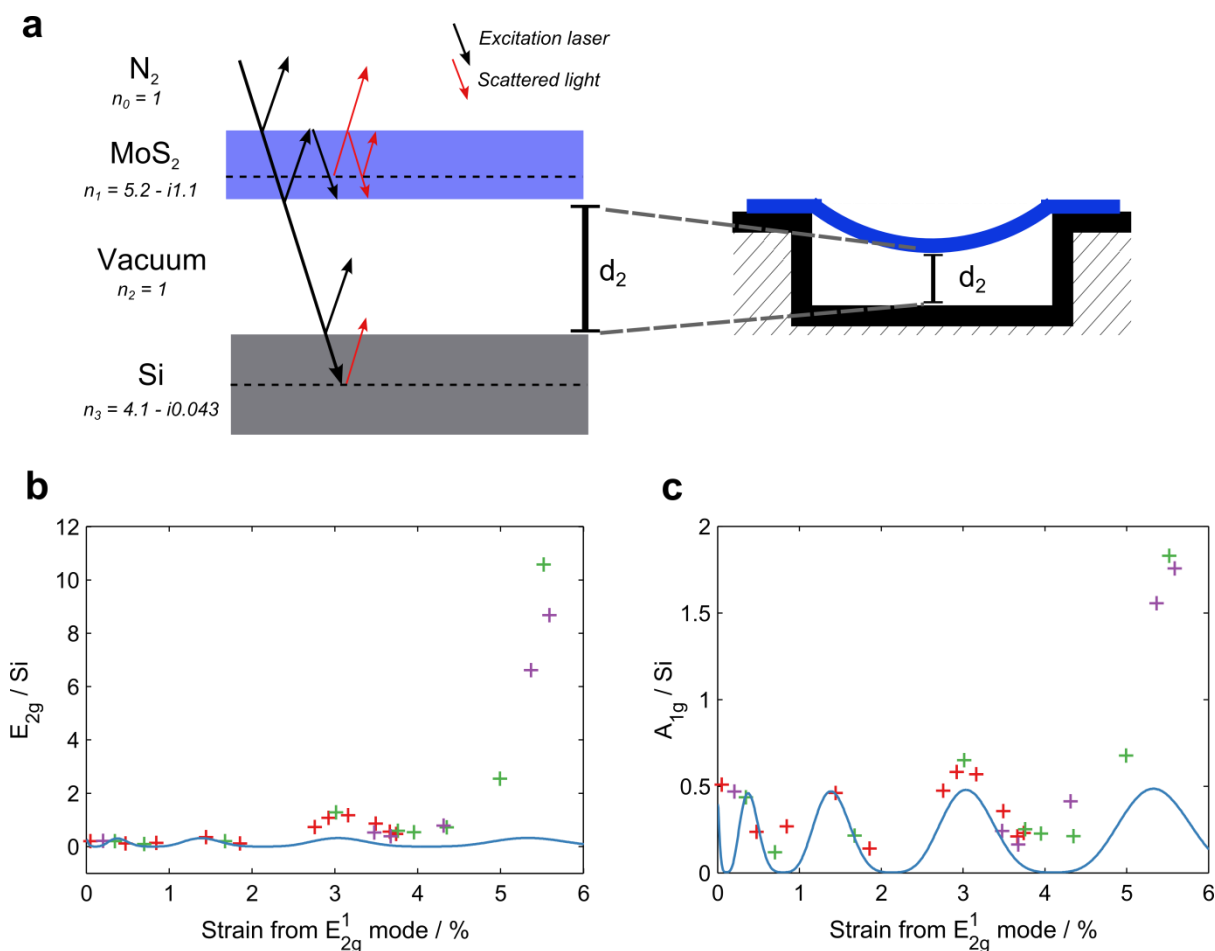 a
Excitation laser
Scattered light
N₂
n₀ = 1
MoS₂
n₁ = 5.2 - i1.1
Vacuum
n₂ = 1
d₂
d₂
Si
n₃ = 4.1 - i0.043
b
E₂g / Si
12
10
8
6
4
2
0
0 1 2 3 4 5 6
Strain from E¹₂g mode / %
c
A₁g / Si
2
1.5
1
0.5
0
0 1 2 3 4 5 6
Strain from E¹₂g mode / %